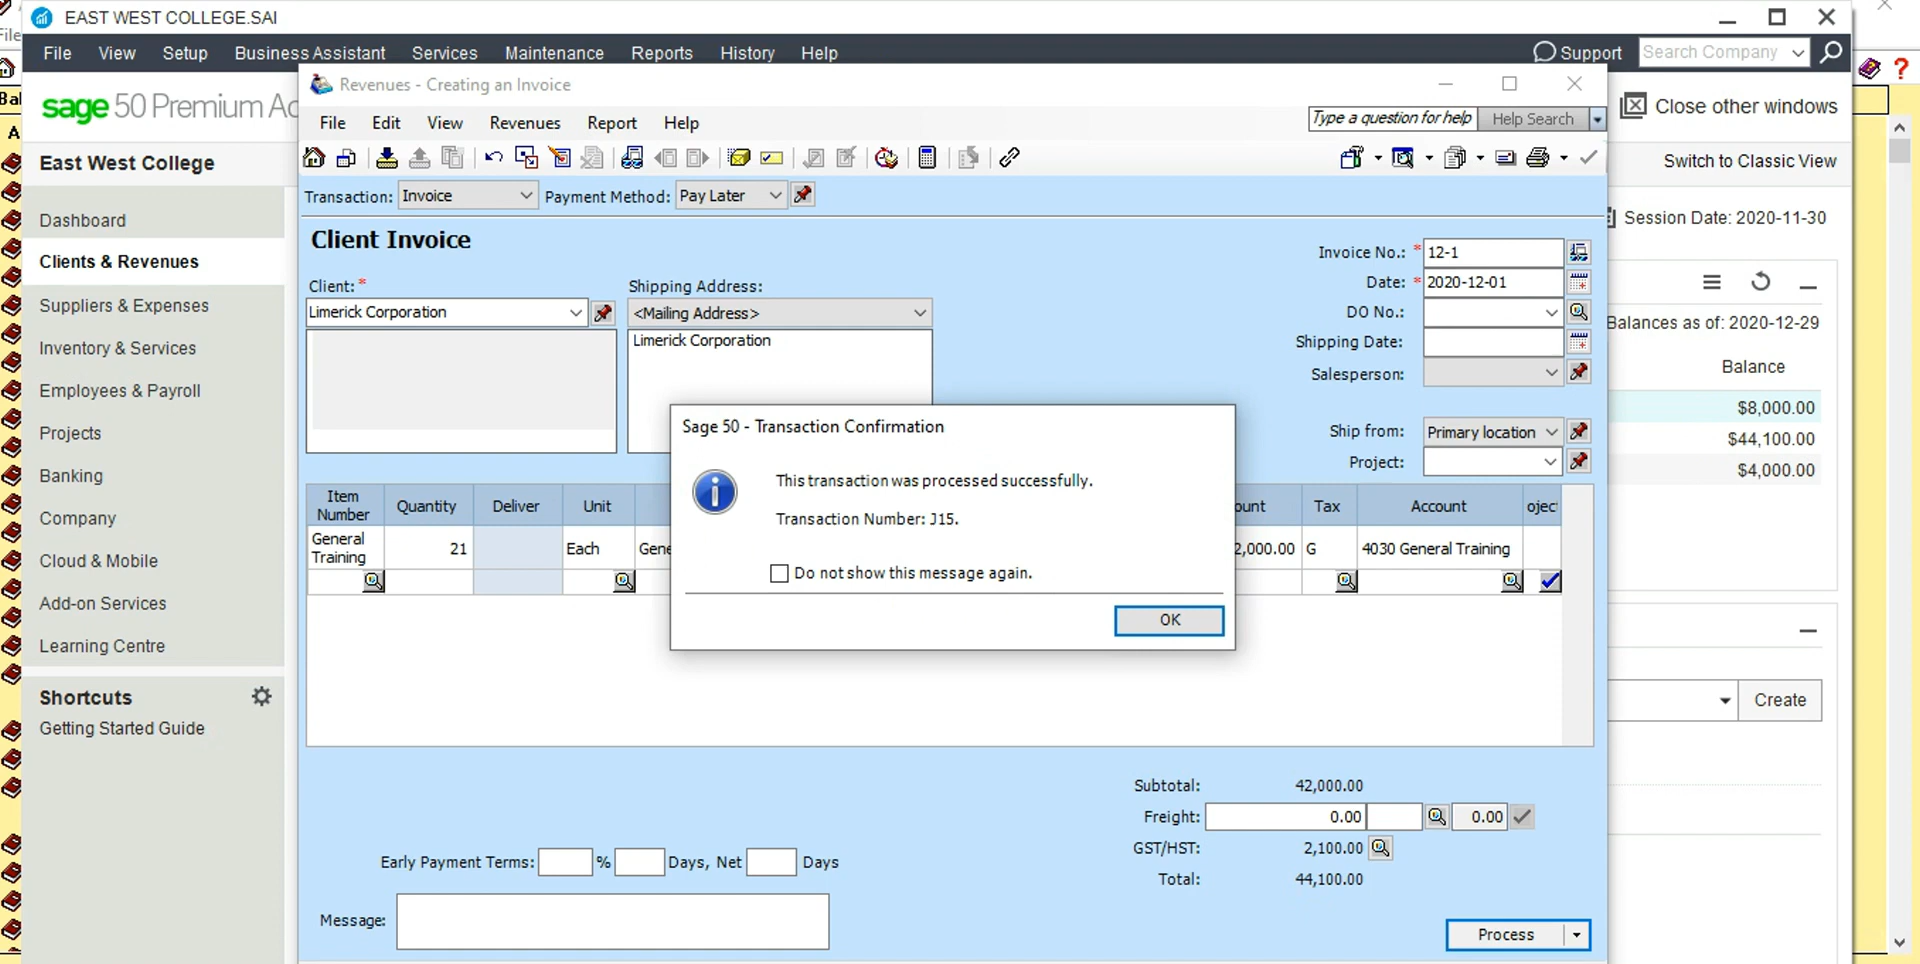 EAST WEST COLLEGE.SAI
File View Setup Business Assistant Services Maintenance Reports History Help
Support
Search Company
Revenues - Creating an Invoice
sage 50 Premium
Close other windows
File Edit View Revenues Report Help
Type a question for help
Help Search
East West College
Switch to Classic View
Transaction: Invoice Payment Method: Pay Later
Session Date: 2020-11-30
Dashboard
Clients & Revenues
Suppliers & Expenses
Inventory & Services
Employees & Payroll
Projects
Banking
Company
Cloud & Mobile
Add-on Services
Learning Centre
Shortcuts
Getting Started Guide
Client Invoice
Client: *
Limerick Corporation
Shipping Address:
<Mailing Address>
Limerick Corporation
Invoice No.: * 12-1
Date: * 2020-12-01
DO No.:
Shipping Date:
Salesperson:
Ship from: Primary location
Project:
Balances as of: 2020-12-29
Balance
$8,000.00
$44,100.00
$4,000.00
Item Number Quantity Deliver Unit Tax Account
General Training 21 Each 2,000.00 G 4030 General Training
Sage 50 - Transaction Confirmation
This transaction was processed successfully.
Transaction Number: J15.
Do not show this message again.
OK
Create
Subtotal: 42,000.00
Freight: 0.00 0.00
GST/HST: 2,100.00
Total: 44,100.00
Early Payment Terms: % Days, Net Days
Message:
Process